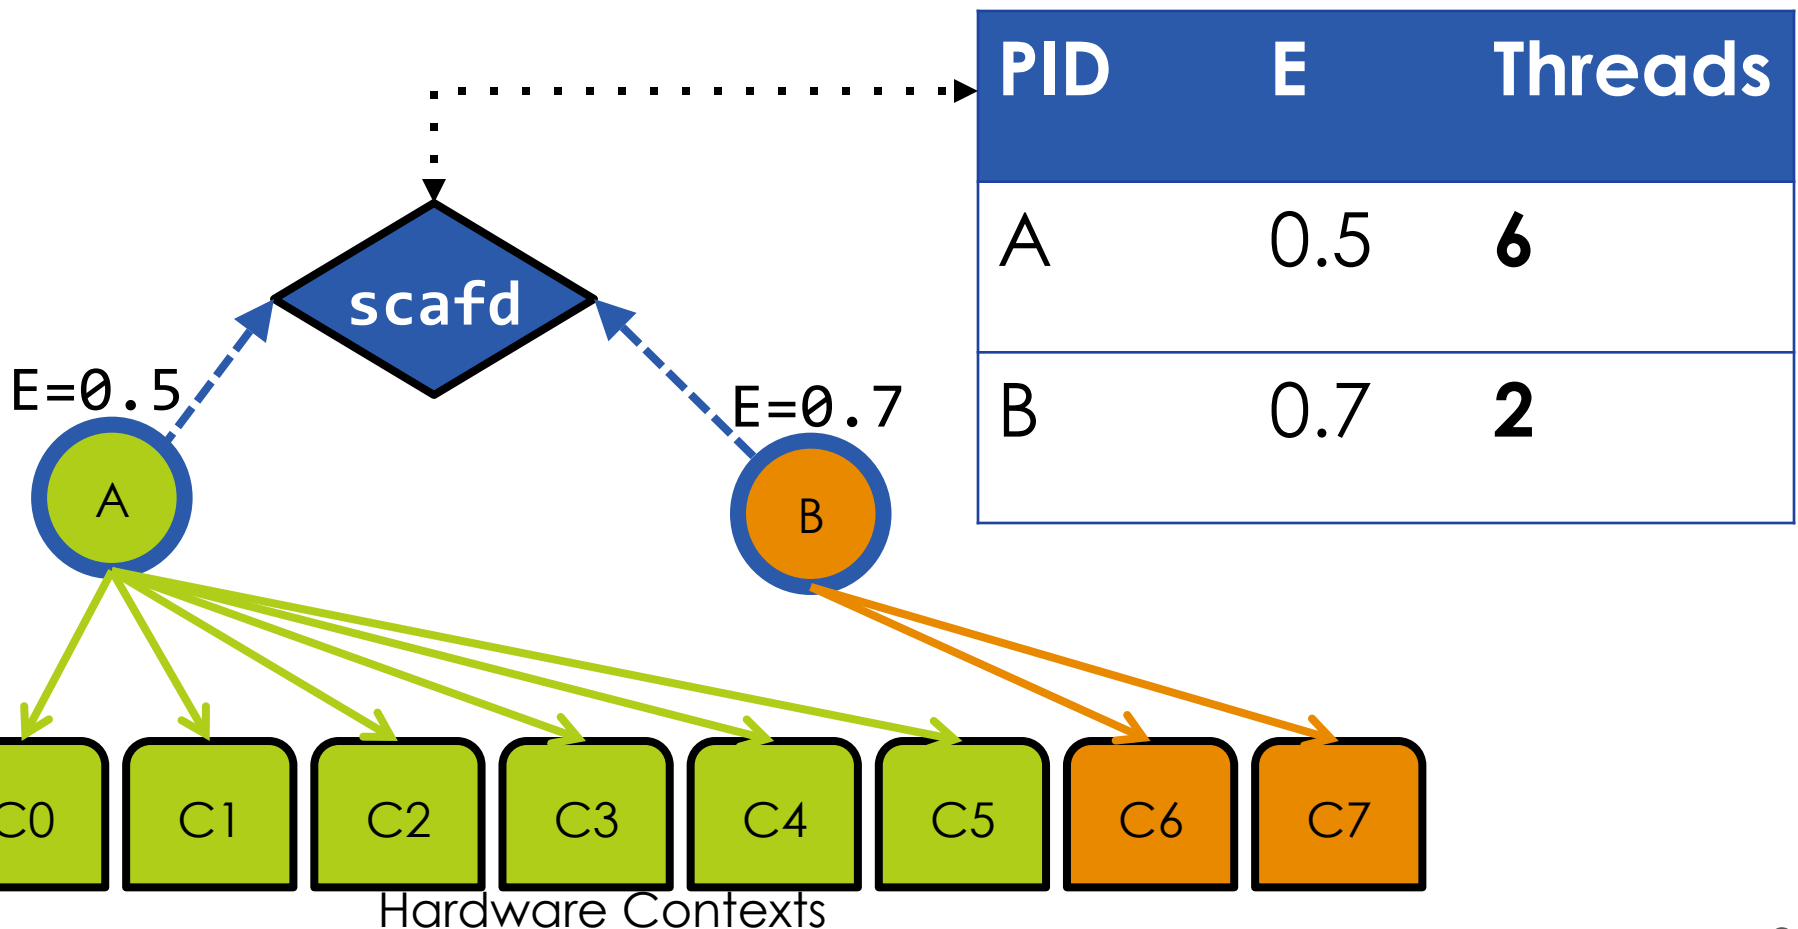 PID E Threads
A 0.5 6
B 0.7 2
scafd
E=0.5
E=0.7
A
B
C0 C1 C2 C3 C4 C5 C6 C7
Hardware Contexts